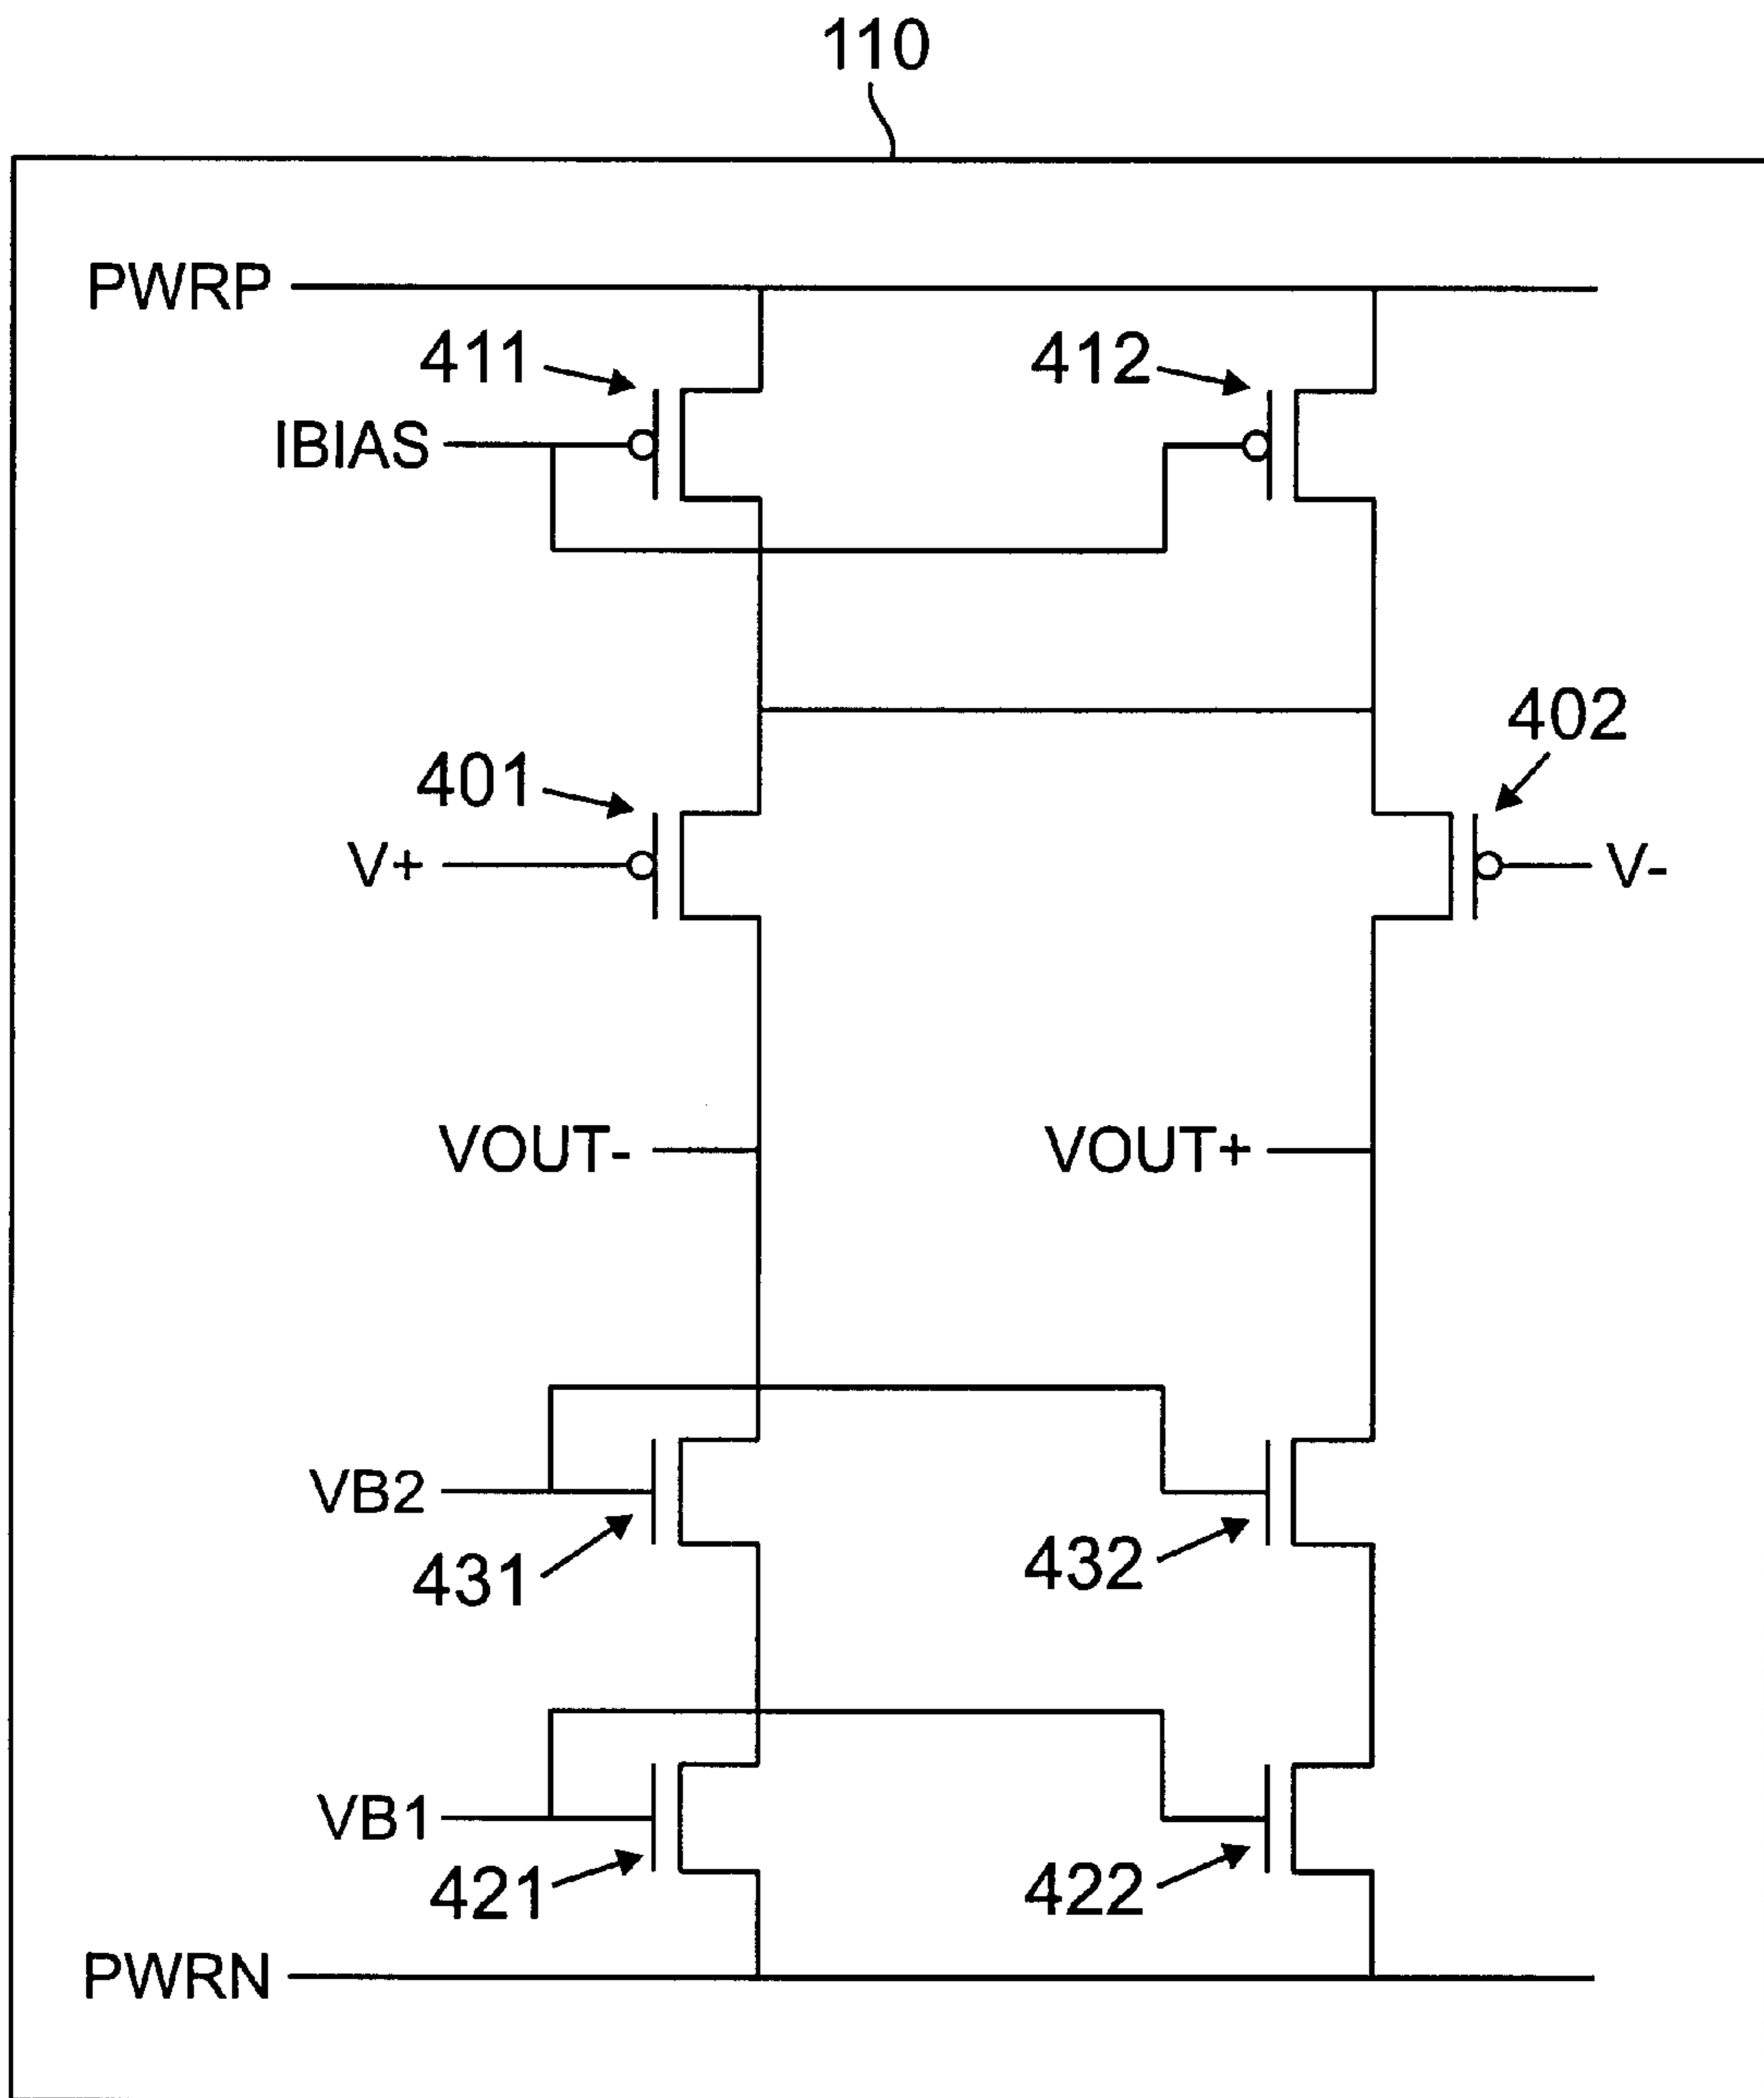 110
PWRP
411
412
IBIAS
402
401
V+
V-
VOUT-
VOUT+
VB2
431
432
VB1
421
422
PWRN